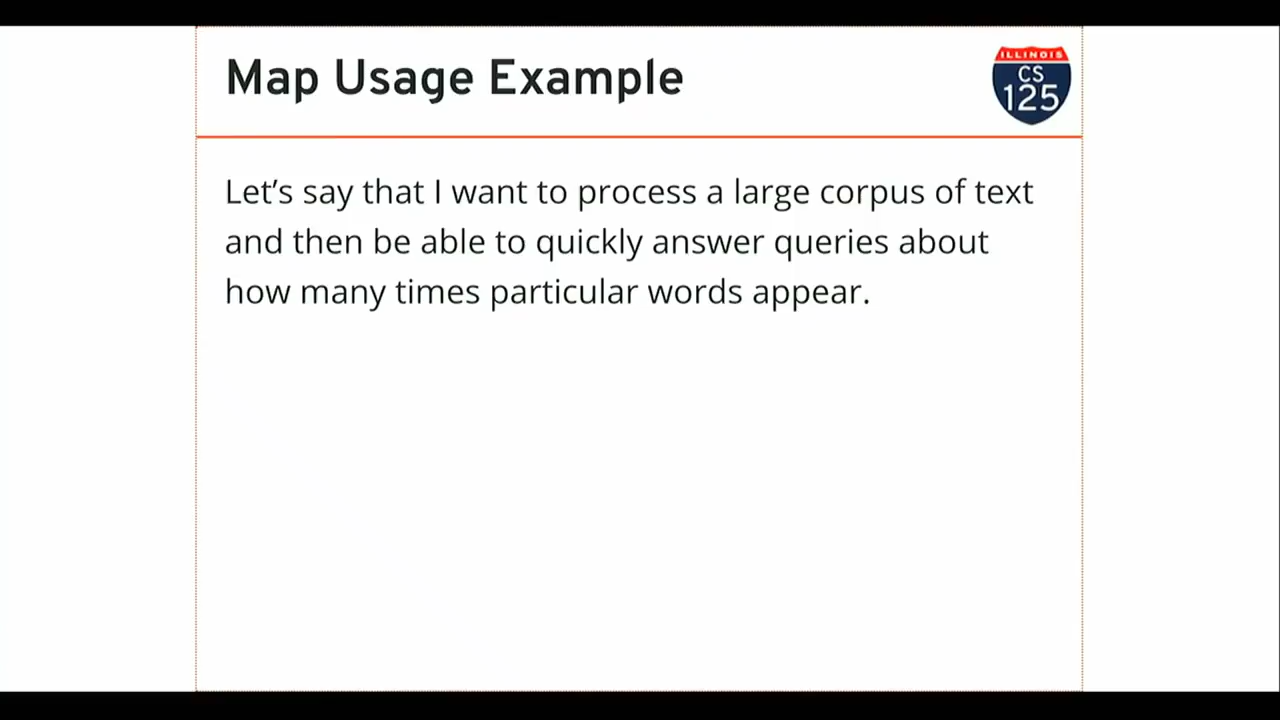 Map Usage Example
ILLINOIS
CS
125
Let's say that I want to process a large corpus of text
and then be able to quickly answer queries about
how many times particular words appear.